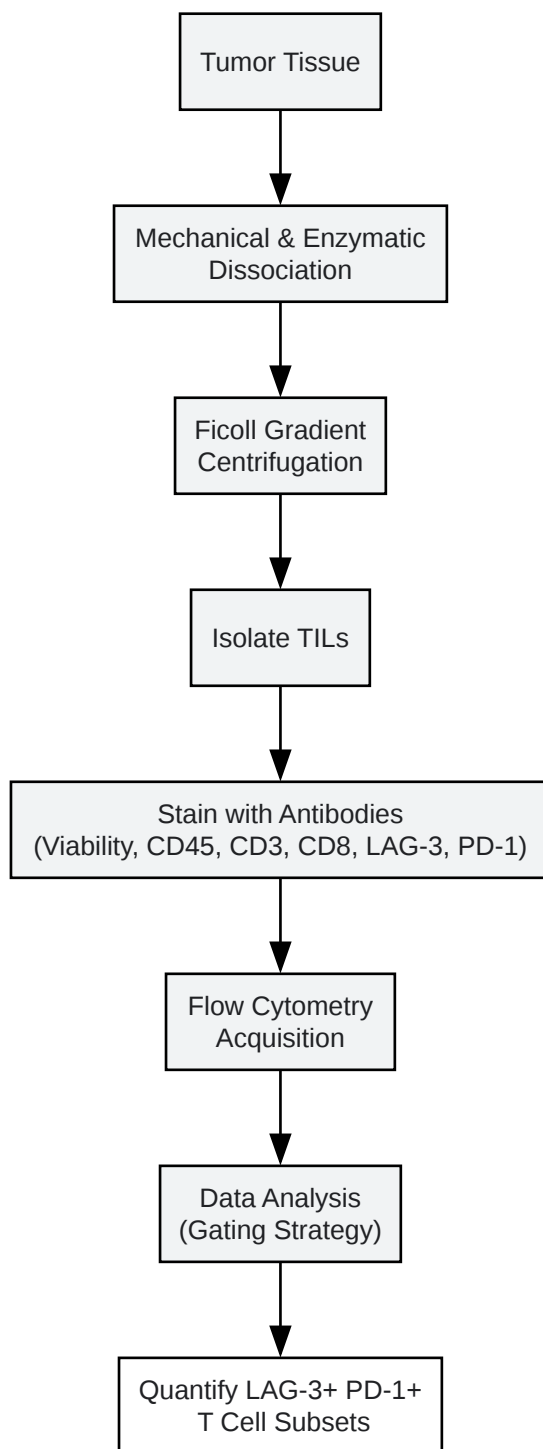 Tumor Tissue
Mechanical & Enzymatic
Dissociation
Ficoll Gradient
Centrifugation
Isolate TILs
Stain with Antibodies
(Viability, CD45, CD3, CD8, LAG-3, PD-1)
Flow Cytometry
Acquisition
Data Analysis
(Gating Strategy)
Quantify LAG-3+ PD-1+
T Cell Subsets